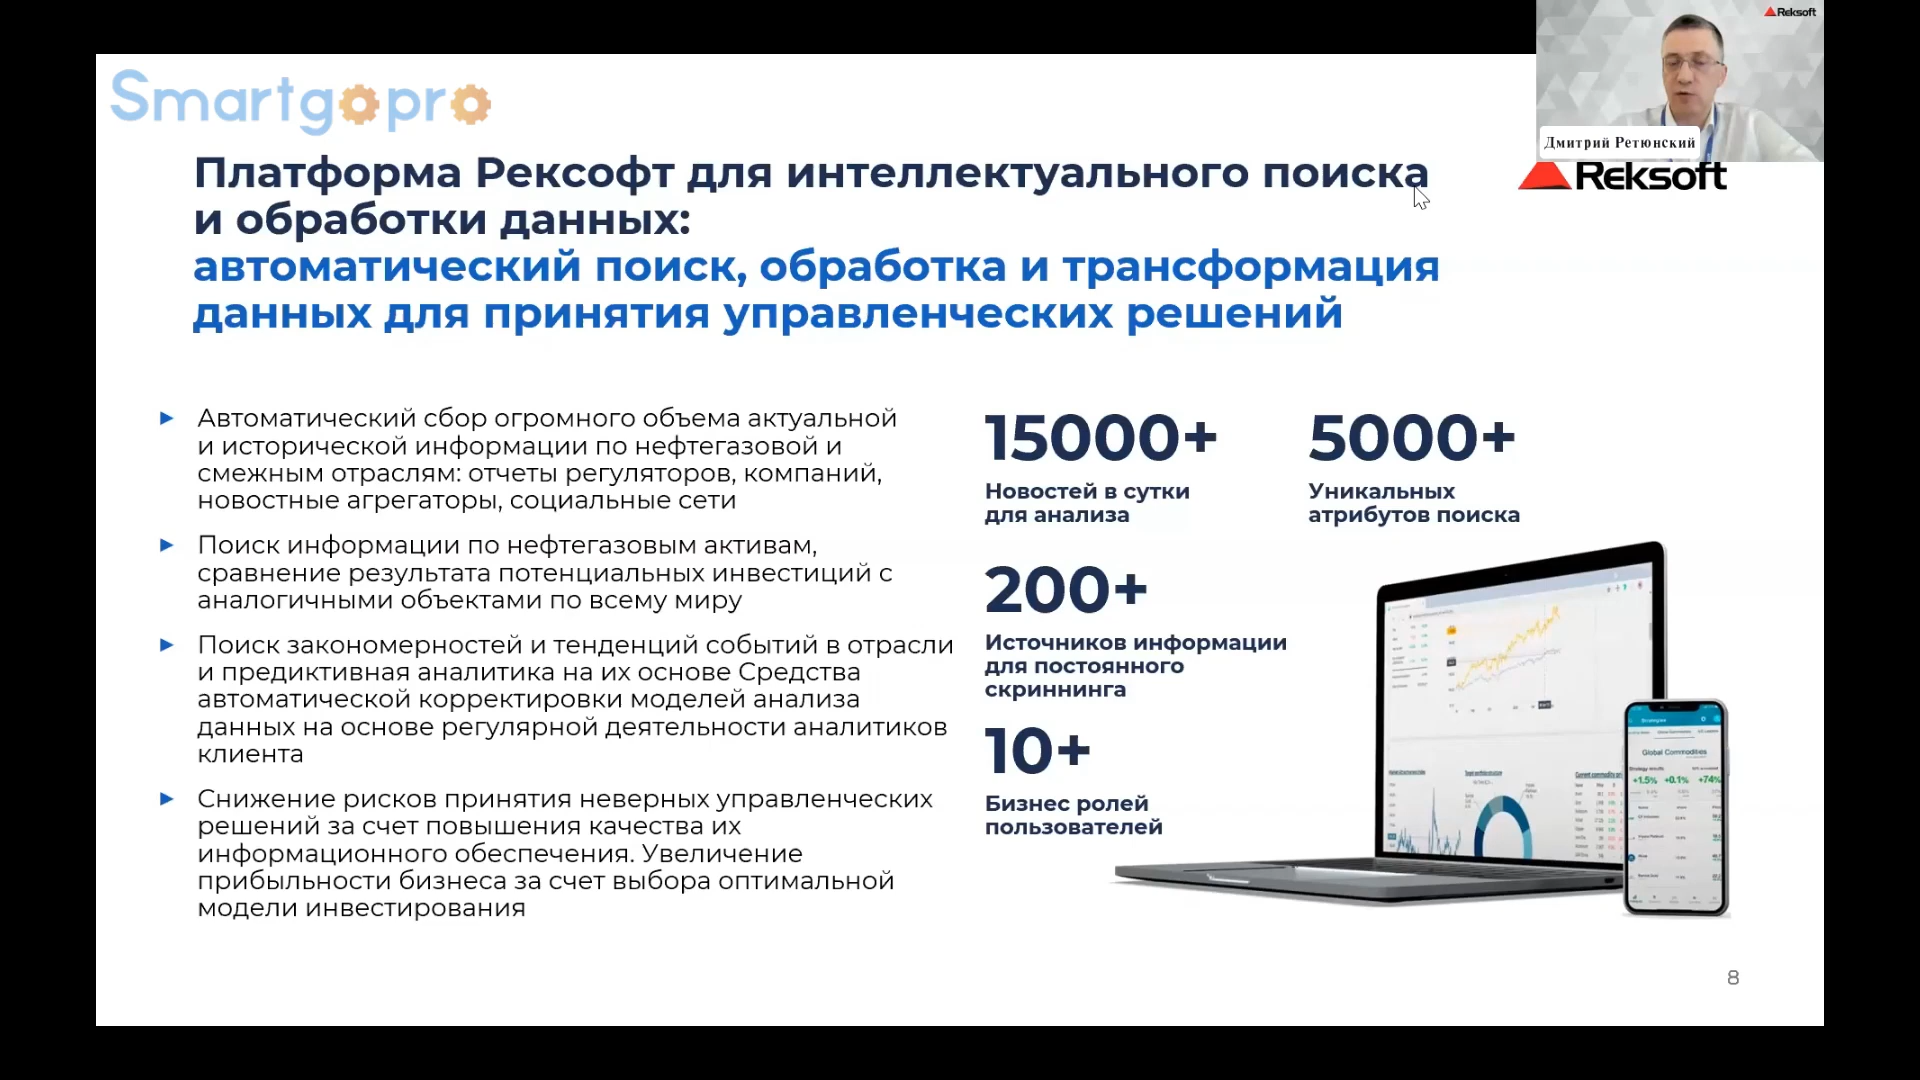 Smartgopro
Reksoft
Дмитрий Ретюнский
Reksoft
Платформа Рексофт для интеллектуального поиска
и обработки данных:
автоматический поиск, обработка и трансформация
данных для принятия управленческих решений
Автоматический сбор огромного объема актуальной
и исторической информации по нефтегазовой и
смежным отраслям: отчеты регуляторов, компаний,
новостные агрегаторы, социальные сети
Поиск информации по нефтегазовым активам,
сравнение результата потенциальных инвестиций с
аналогичными объектами по всему миру
Поиск закономерностей и тенденций событий в отрасли
и предиктивная аналитика на их основе Средства
автоматической корректировки моделей анализа
данных на основе регулярной деятельности аналитиков
клиента
Снижение рисков принятия неверных управленческих
решений за счет повышения качества их
информационного обеспечения. Увеличение
прибыльности бизнеса за счет выбора оптимальной
модели инвестирования
15000+
Новостей в сутки
для анализа
5000+
Уникальных
атрибутов поиска
200+
Источников информации
для постоянного
скриннинга
10+
Бизнес ролей
пользователей
Strategies
Global Commodities
+1.5% +0.1% +74%
8